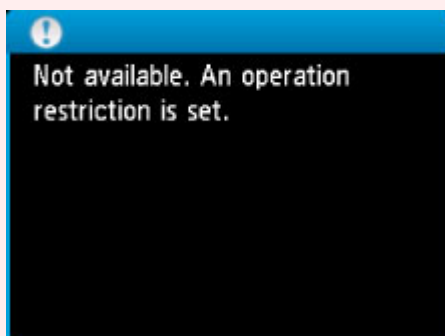 Not available. An operation
restriction is set.